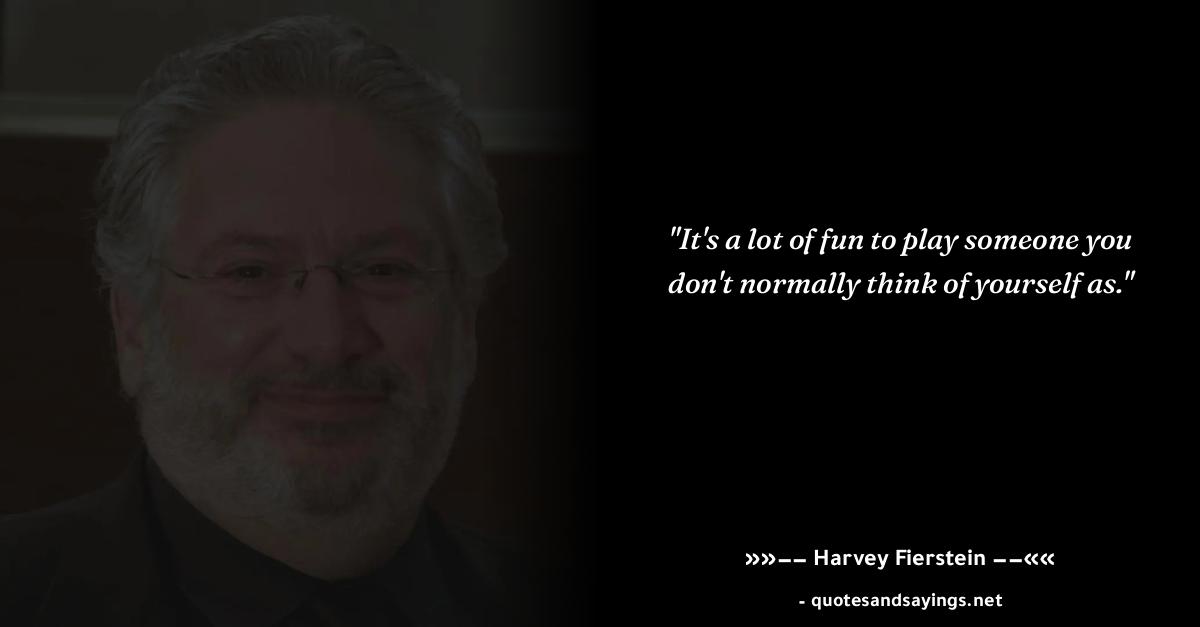 "It's a lot of fun to play someone you
don't normally think of yourself as."
»»–– Harvey Fierstein ––««
- quotesandsayings.net